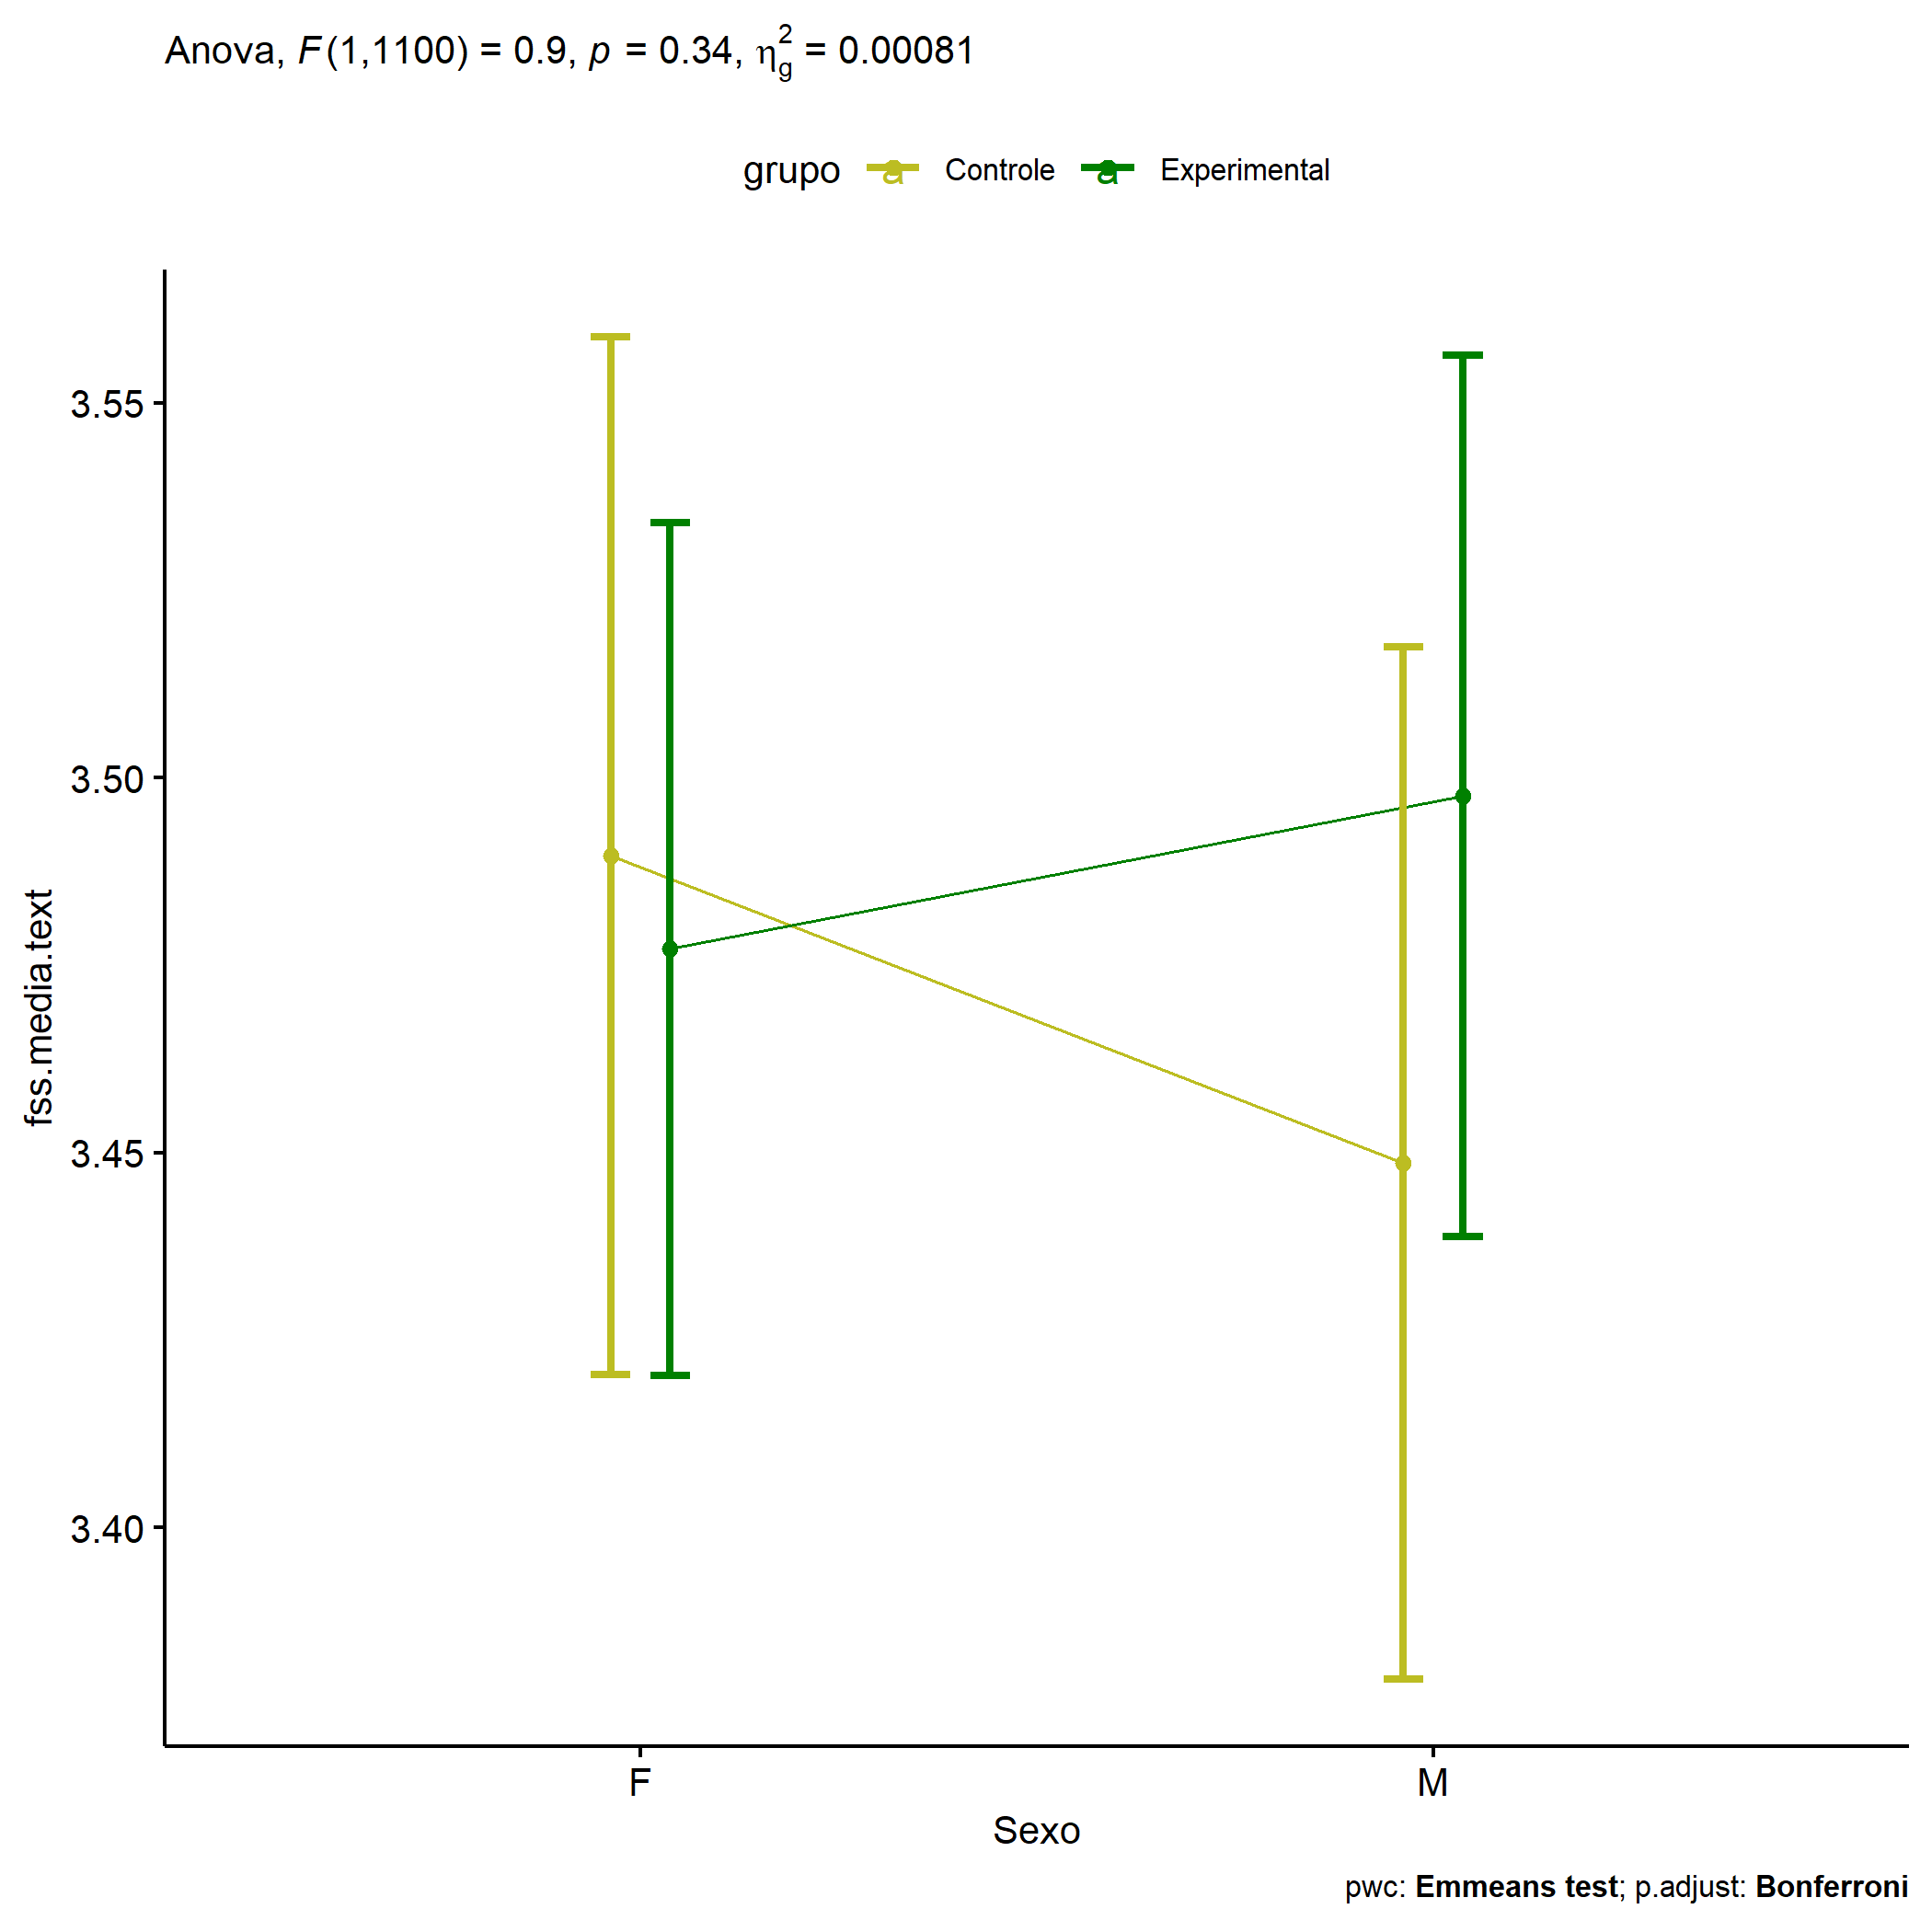 Anova, F(1,1100) = 0.9, p = 0.34, η²g = 0.00081
grupo a Controle a Experimental
3.55
3.50
3.45
3.40
fss.media.text
F M
Sexo
pwc: Emmeans test; p.adjust: Bonferroni